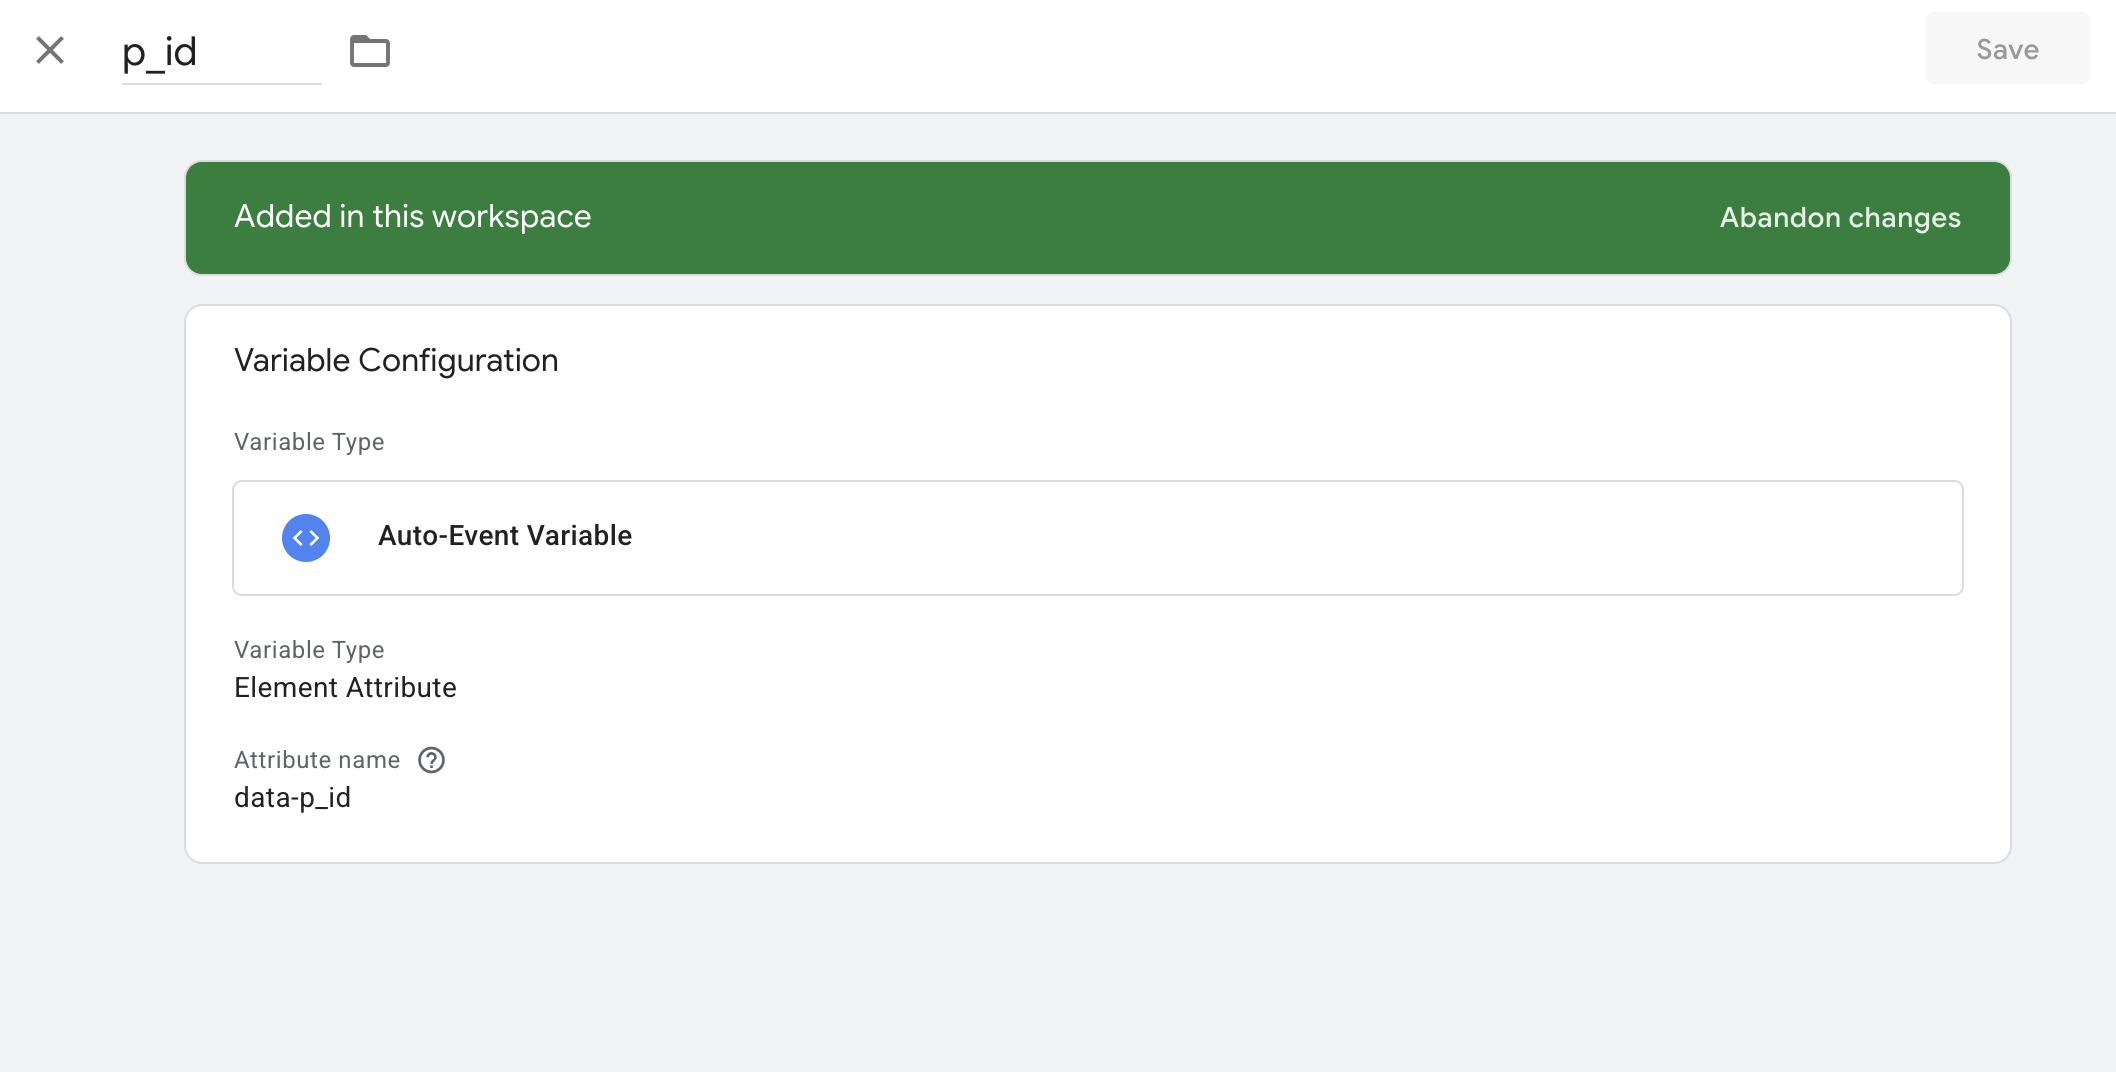 p_id
Save
Added in this workspace
Abandon changes
Variable Configuration
Variable Type
Auto-Event Variable
Variable Type
Element Attribute
Attribute name
data-p_id